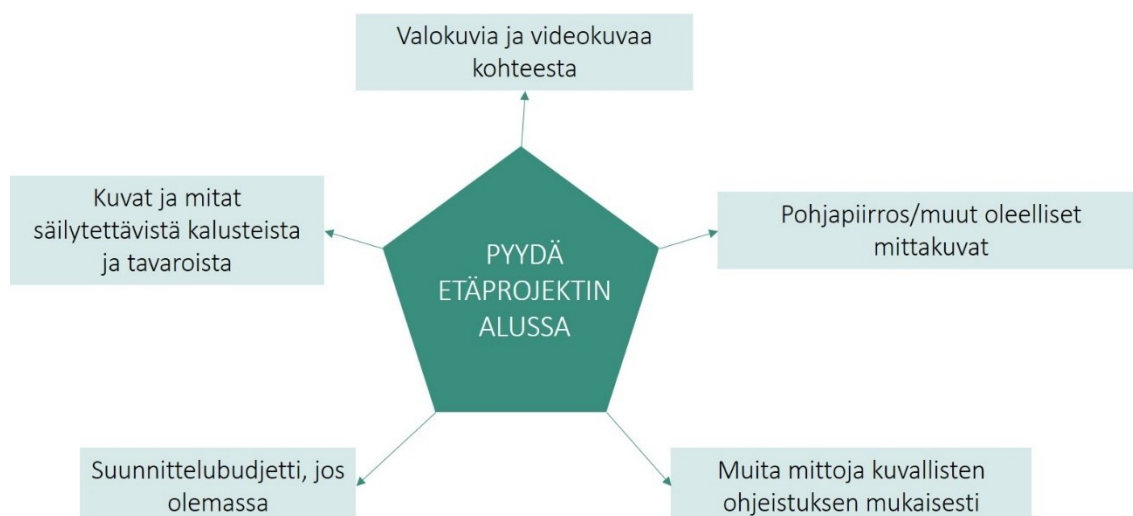 Valokuvia ja videokuvaa
kohteesta
Kuvat ja mitat
säilytettävistä kalusteista
ja tavaroista
Pohjapiirros/muut oleelliset
mittakuvat
PYYDÄ
ETÄPROJEKTIN
ALUSSA
Suunnittelubudjetti, jos
olemassa
Muita mittoja kuvallisten
ohjeistuksen mukaisesti